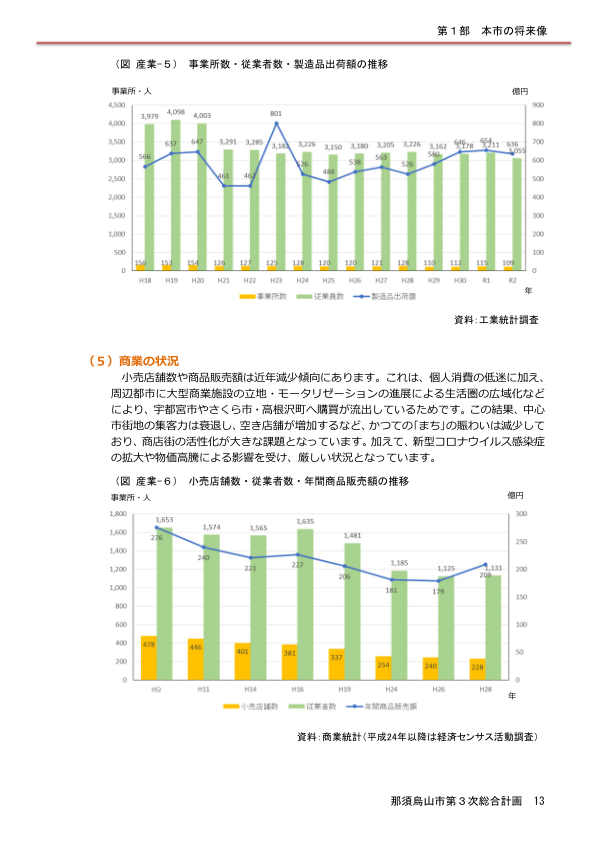 第１部　本市の将来像
（図 産業-５）　事業所数・従業者数・製造品出荷額の推移
事業所・人　億円
4,500　900
4,000　800
3,500　700
3,000　600
2,500　500
2,000　400
1,500　300
1,000　200
500　100
0　0
3,979　4,098　4,003　3,291　3,285　3,182　3,226　3,150　3,180　3,205　3,226　3,162　3,178　3,211　3,055
566　637　647　461　462　801　526　484　538　563　526　580　646　654　636
156　153　154　126　127　125　128　120　120　121　128　110　112　115　109
H18　H19　H20　H21　H22　H23　H24　H25　H26　H27　H28　H29　H30　R1　R2
年
事業所数　従業員数　製造品出荷額
資料：工業統計調査
（５）商業の状況
小売店舗数や商品販売額は近年減少傾向にあります。これは、個人消費の低迷に加え、
周辺都市に大型商業施設の立地・モータリゼーションの進展による生活圏の広域化など
により、宇都宮市やさくら市・高根沢町へ購買が流出しているためです。この結果、中心
市街地の集客力は衰退し、空き店舗が増加するなど、かつての「まち」の賑わいは減少して
おり、商店街の活性化が大きな課題となっています。加えて、新型コロナウイルス感染症
の拡大や物価高騰による影響を受け、厳しい状況となっています。
（図 産業-６）　小売店舗数・従業者数・年間商品販売額の推移
事業所・人　億円
1,800　300
1,600　250
1,400　200
1,200　150
1,000　100
800　50
600　0
400
200
0
1,653　1,574　1,565　1,635　1,481　1,185　1,125　1,131
276　240　221　227　206　181　179　209
478　446　401　381　337　254　240　228
H9　H11　H14　H16　H19　H24　H26　H28
年
小売店舗数　従業者数　年間商品販売額
資料：商業統計（平成24年以降は経済センサス活動調査）
那須烏山市第３次総合計画　13